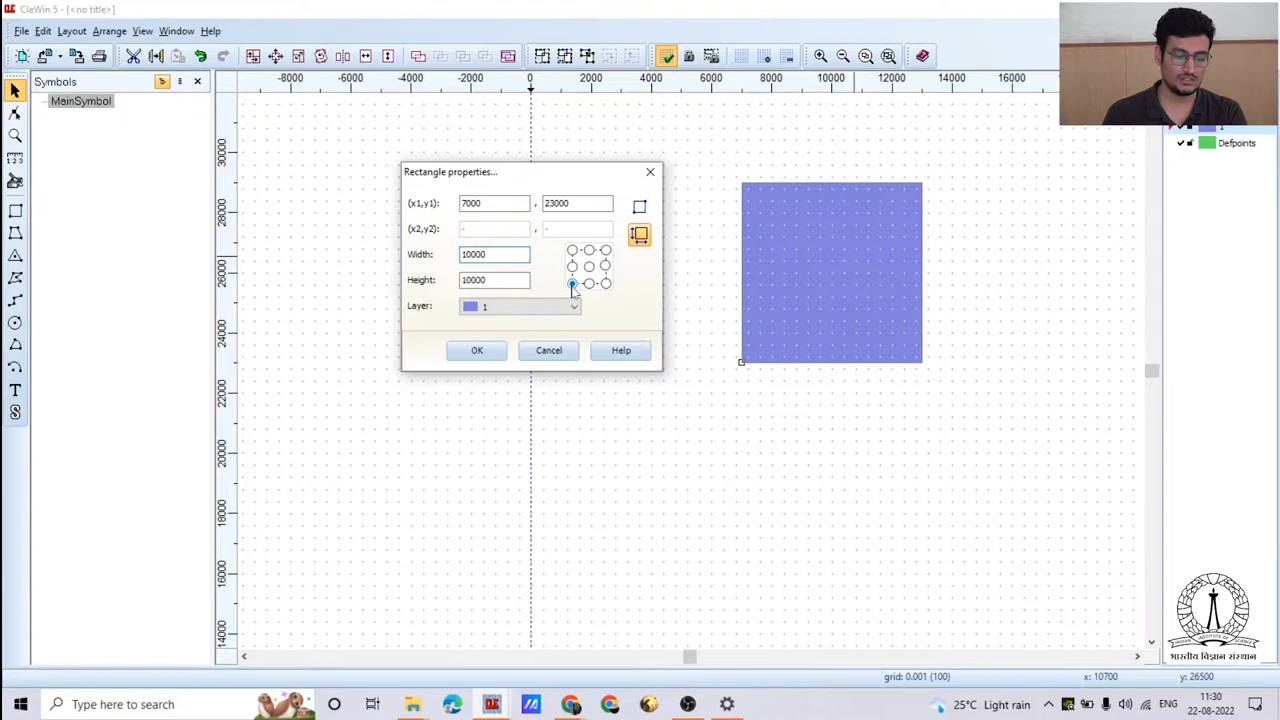 CleWin 5 - [<no title>]
File Edit Layout Arrange View Window Help
Symbols
MainSymbol
-8000 -6000 -4000 -2000 0 2000 4000 6000 8000 10000 12000 14000 16000
30000
28000
26000
24000
22000
20000
18000
16000
14000
Rectangle properties...
(x1,y1): 7000 , 23000
(x2,y2): - , -
Width: 10000
Height: 10000
Layer: 1
OK Cancel Help
1
Defpoints
T
S
grid: 0.001 (100) x: 10700 y: 26500
भारतीय विज्ञान संस्थान
Type here to search
25°C Light rain
ENG
11:30
22-08-2022